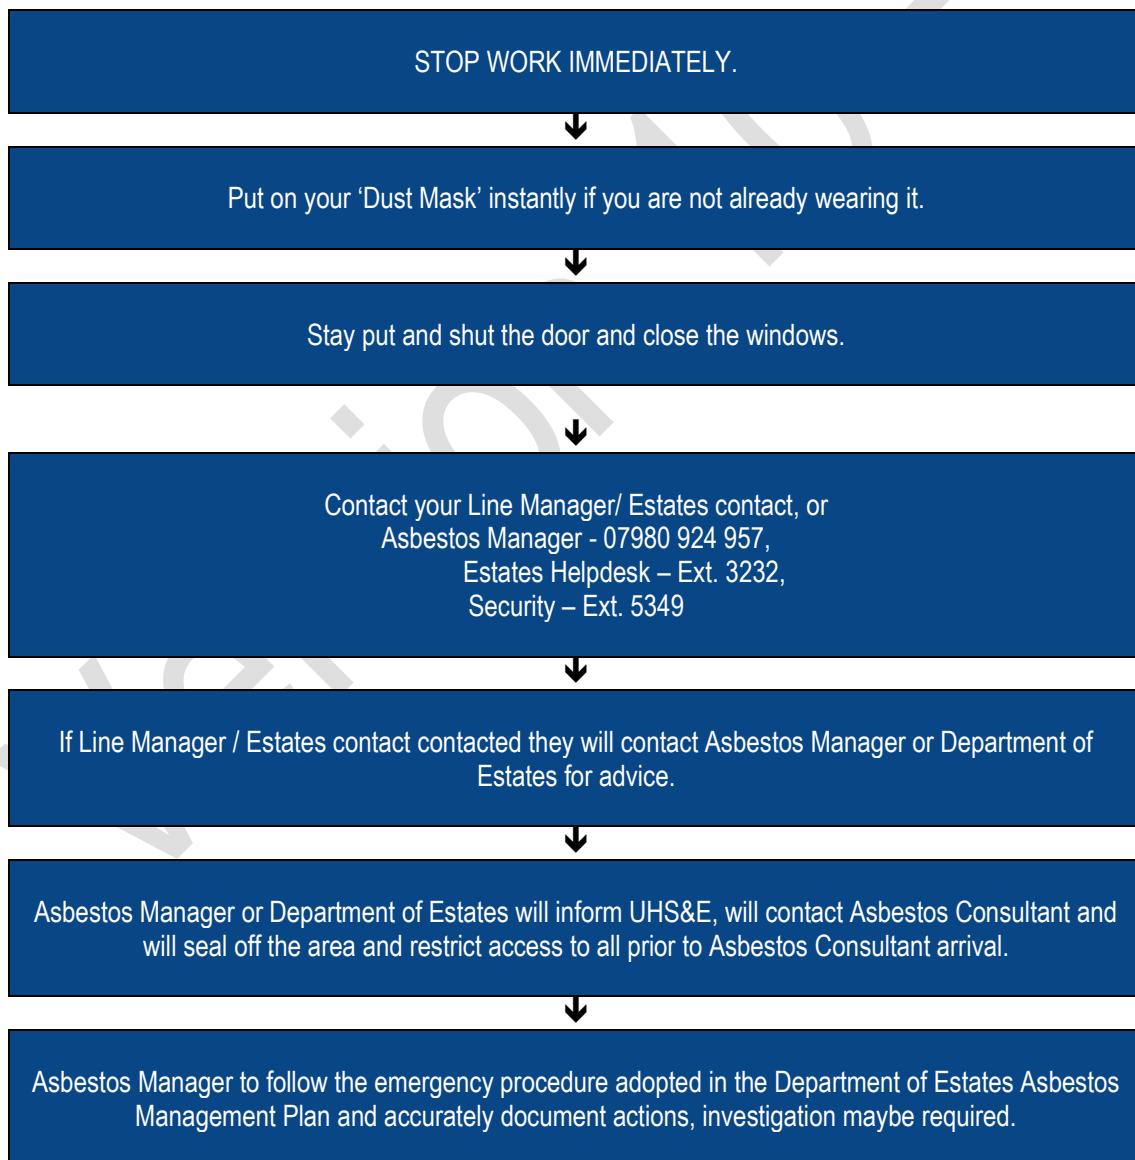 STOP WORK IMMEDIATELY.
Put on your ‘Dust Mask’ instantly if you are not already wearing it.
Stay put and shut the door and close the windows.
Contact your Line Manager/ Estates contact, or
Asbestos Manager - 07980 924 957,
Estates Helpdesk – Ext. 3232,
Security – Ext. 5349
If Line Manager / Estates contact contacted they will contact Asbestos Manager or Department of
Estates for advice.
Asbestos Manager or Department of Estates will inform UHS&E, will contact Asbestos Consultant and
will seal off the area and restrict access to all prior to Asbestos Consultant arrival.
Asbestos Manager to follow the emergency procedure adopted in the Department of Estates Asbestos
Management Plan and accurately document actions, investigation maybe required.